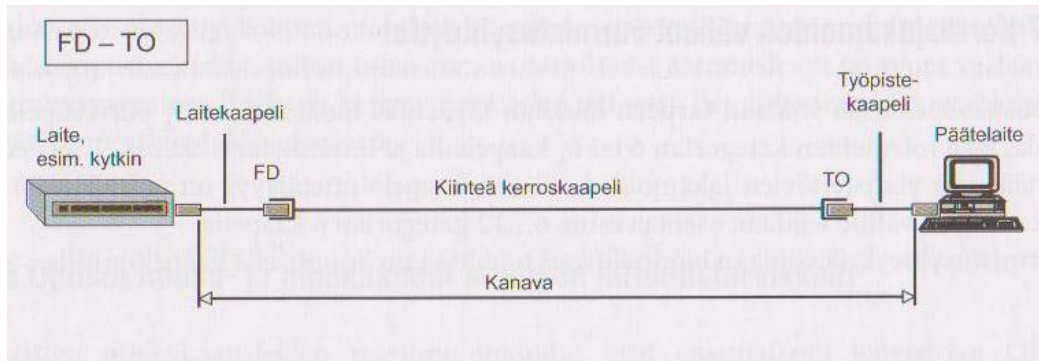 FD – TO
Laite,
esim. kytkin
Laitekaapeli
FD
Kiinteä kerroskaapeli
TO
Työpiste-
kaapeli
Päätelaite
Kanava